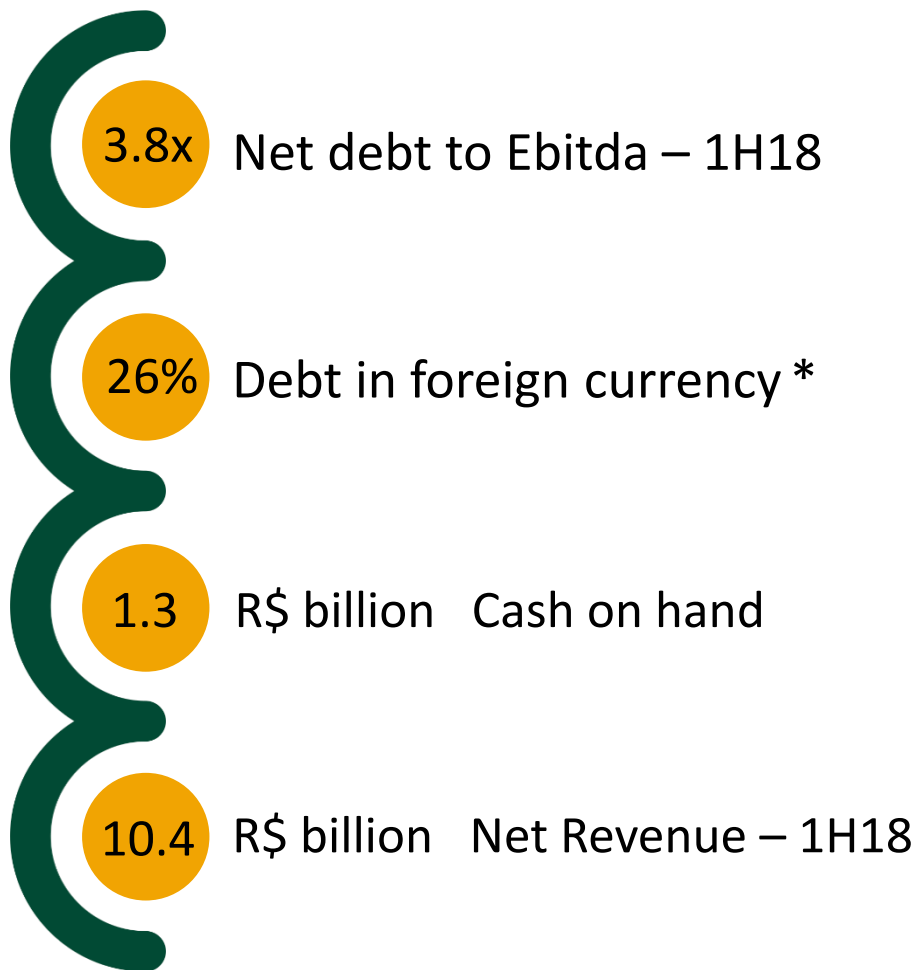 3.8x Net debt to Ebitda – 1H18
26% Debt in foreign currency *
1.3 R$ billion Cash on hand
10.4 R$ billion Net Revenue – 1H18